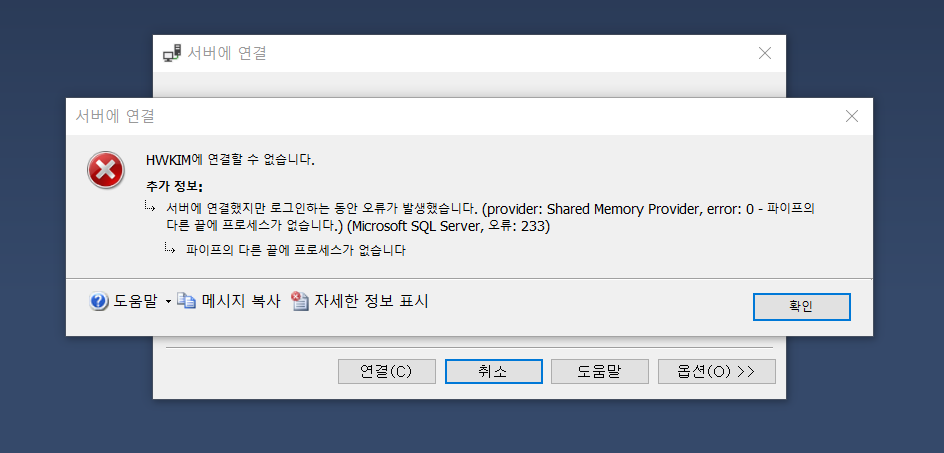 서버에 연결
서버에 연결
HWKIM에 연결할 수 없습니다.
추가 정보:
서버에 연결했지만 로그인하는 동안 오류가 발생했습니다. (provider: Shared Memory Provider, error: 0 - 파이프의
다른 끝에 프로세스가 없습니다.) (Microsoft SQL Server, 오류: 233)
파이프의 다른 끝에 프로세스가 없습니다
도움말 메시지 복사 자세한 정보 표시
확인
연결(C) 취소 도움말 옵션(O) >>